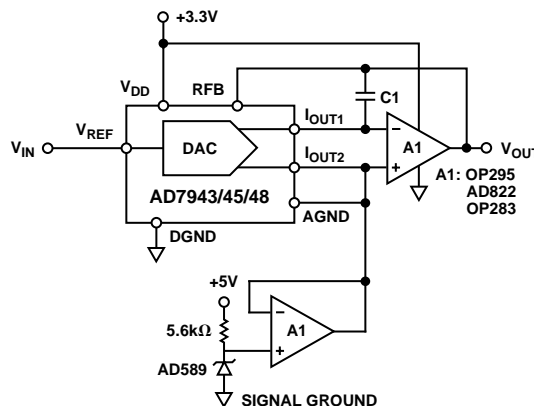 +3.3V
VDD
RFB
C1
VREF
IOUT1
VIN
DAC
A1
VOUT
IOUT2
A1: OP295
AD822
OP283
AD7943/45/48
AGND
DGND
+5V
5.6kΩ
A1
AD589
SIGNAL GROUND